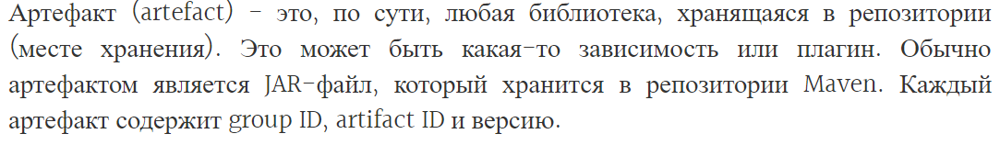 Артефакт (artefact) – это, по сути, любая библиотека, хранящаяся в репозитории
(месте хранения). Это может быть какая-то зависимость или плагин. Обычно
артефактом является JAR-файл, который хранится в репозитории Maven. Каждый
артефакт содержит group ID, artifact ID и версию.